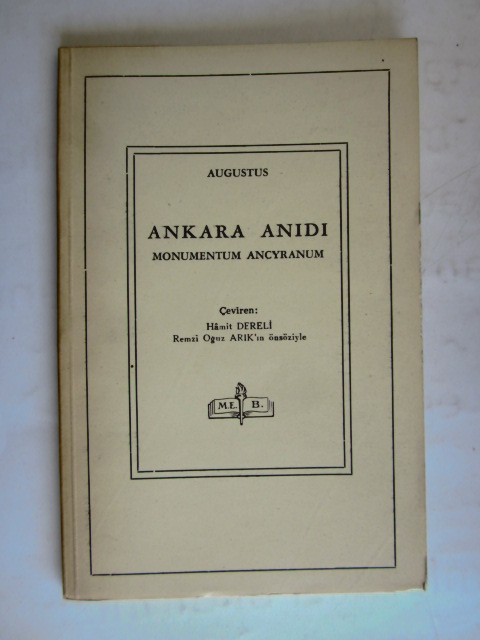 AUGUSTUS
ANKARA ANIDI
MONUMENTUM ANCYRANUM
Çeviren:
Hâmit DERELİ
Remzi Oğuz ARIK'ın önsöziyle
M.E. B.